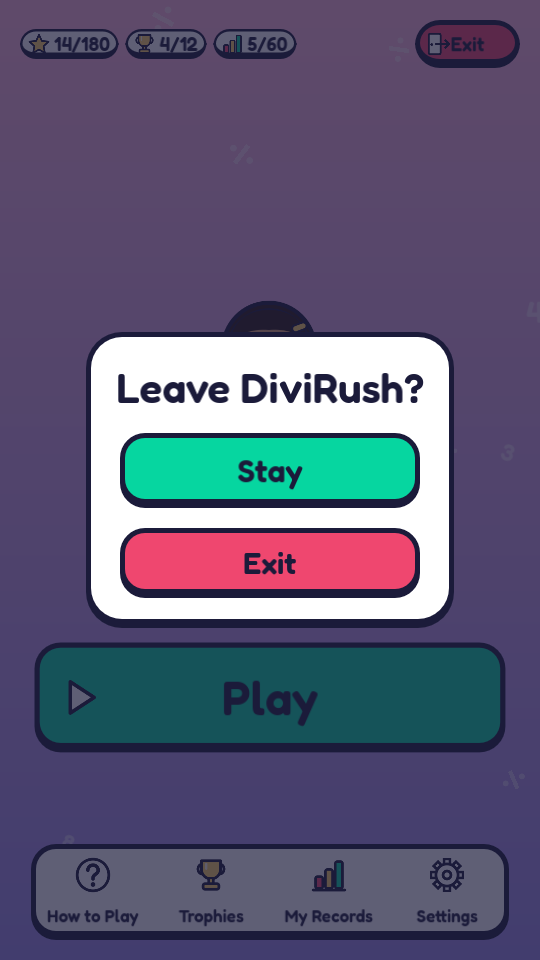 14/180 4/12 5/60 Exit
Leave DiviRush?
Stay
Exit
3
Play
How to Play Trophies My Records Settings